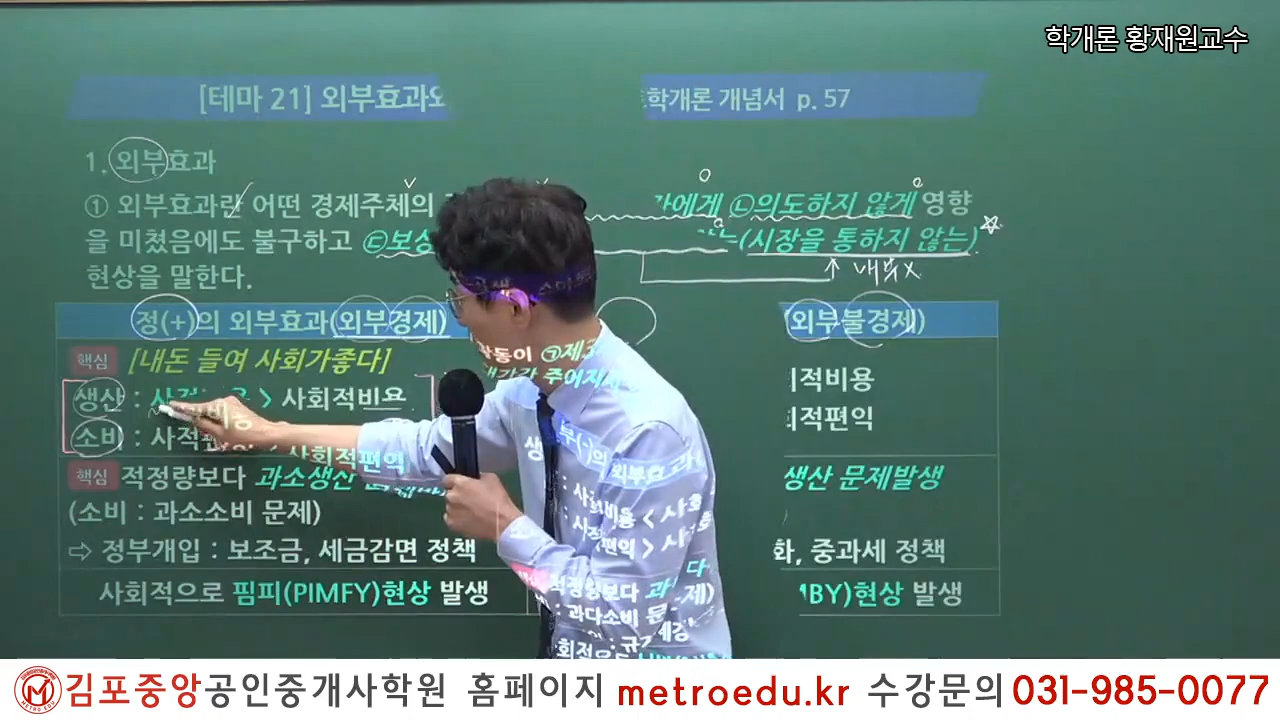 학개론 황재원교수
[테마 21] 외부효과와 학개론 개념서 p. 57
1. 외부효과
① 외부효과란 어떤 경제주체의 에게 ㉡의도하지 않게 영향
을 미쳤음에도 불구하고 ㉢보상 (시장을 통하지 않는)
내부X
현상을 말한다.
정(+)의 외부효과(외부경제) (외부불경제)
핵심 [내돈 들여 사회가좋다]
생산 : > 사회적비용 적비용
소비 : 사적편익 < 사회적편익 적편익
핵심 적정량보다 과소생산 생산 문제발생
(소비 : 과소소비 문제)
⇨ 정부개입 : 보조금, 세금감면 정책 화, 중과세 정책
사회적으로 핌피(PIMFY)현상 발생 BY)현상 발생
METRO EDU
김포중앙공인중개사학원 홈페이지 metroedu.kr 수강문의 031-985-0077